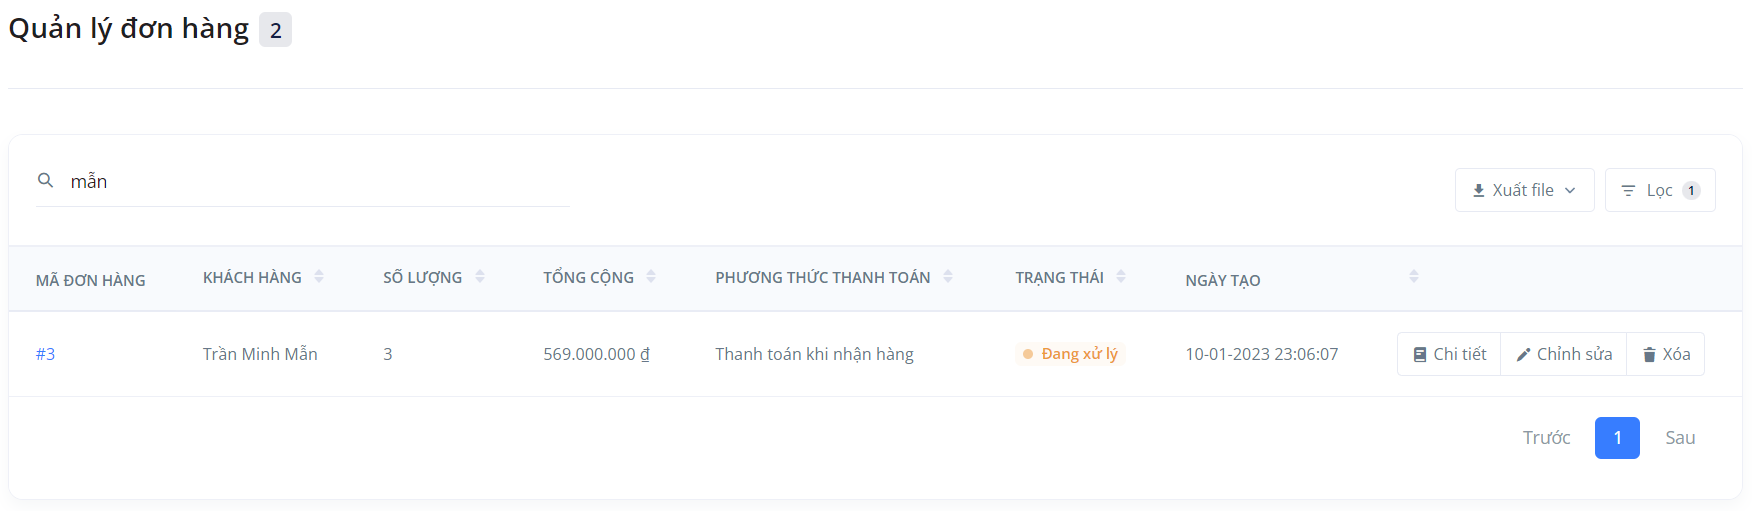 Quản lý đơn hàng 2
mẫn
Xuất file Lọc 1
MÃ ĐƠN HÀNG KHÁCH HÀNG SỐ LƯỢNG TỔNG CỘNG PHƯƠNG THỨC THANH TOÁN TRẠNG THÁI NGÀY TẠO
#3 Trần Minh Mẫn 3 569.000.000 ₫ Thanh toán khi nhận hàng Đang xử lý 10-01-2023 23:06:07 Chi tiết Chỉnh sửa Xóa
Trước 1 Sau